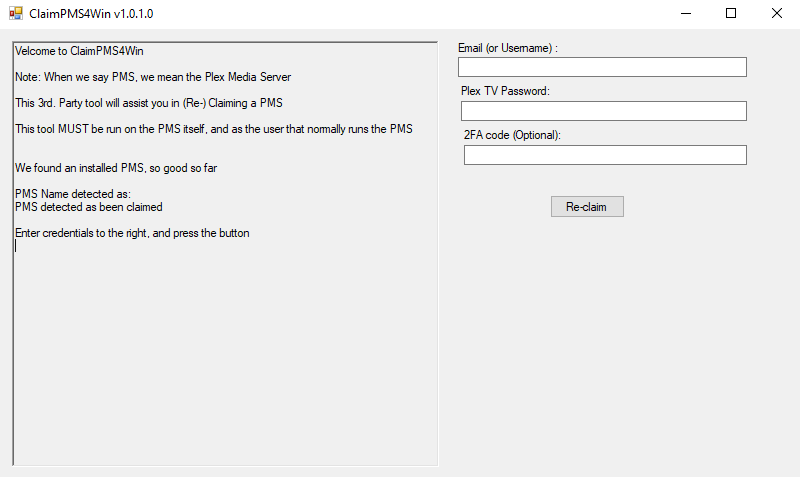 ClaimPMS4Win v1.0.1.0
Velcome to ClaimPMS4Win
Note: When we say PMS, we mean the Plex Media Server
This 3rd. Party tool will assist you in (Re-) Claiming a PMS
This tool MUST be run on the PMS itself, and as the user that normally runs the PMS
We found an installed PMS, so good so far
PMS Name detected as:
PMS detected as been claimed
Enter credentials to the right, and press the button
Email (or Username) :
Plex TV Password:
2FA code (Optional):
Re-claim